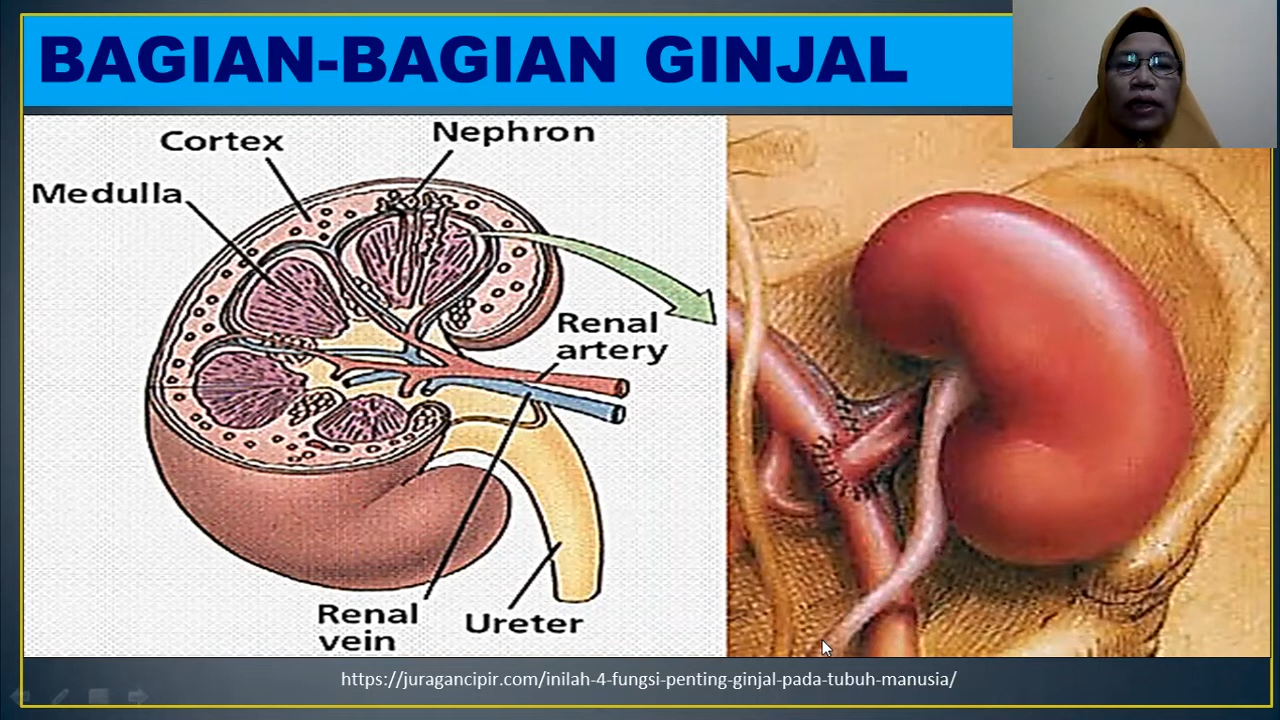 BAGIAN-BAGIAN GINJAL
Cortex
Nephron
Medulla
Renal
artery
Renal
vein
Ureter
https://juragancipir.com/inilah-4-fungsi-penting-ginjal-pada-tubuh-manusia/